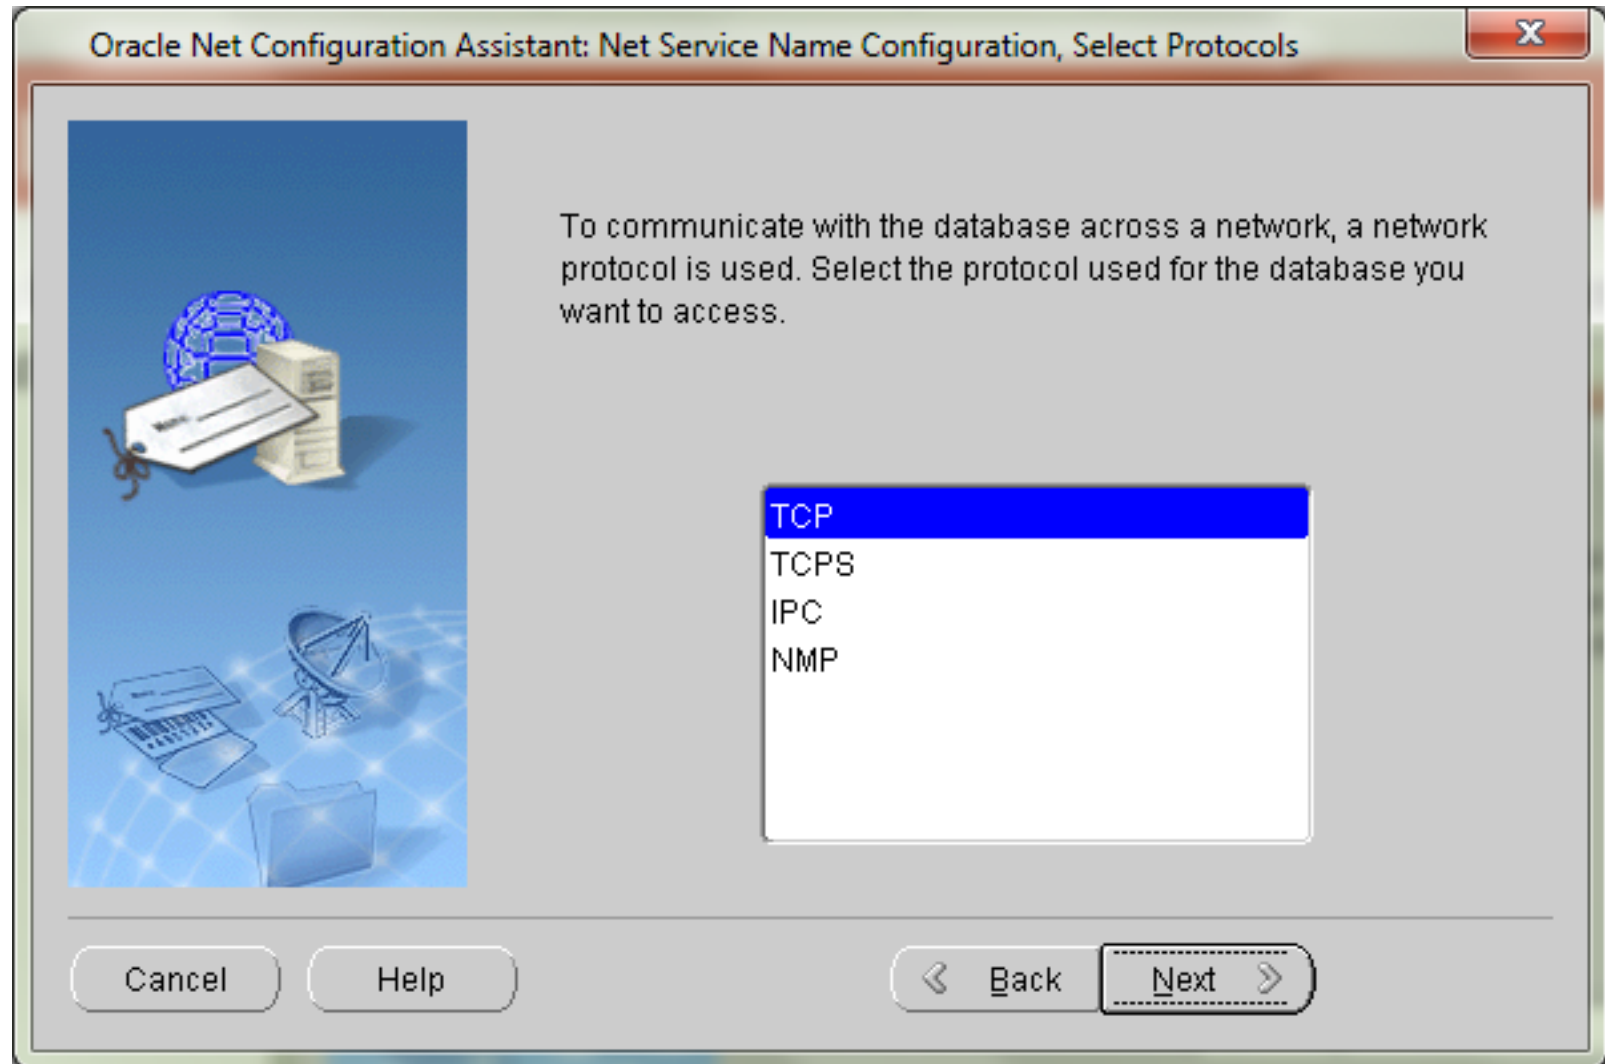 Oracle Net Configuration Assistant: Net Service Name Configuration, Select Protocols
To communicate with the database across a network, a network
protocol is used. Select the protocol used for the database you
want to access.
TCP
TCPS
IPC
NMP
Cancel
Help
Back
Next